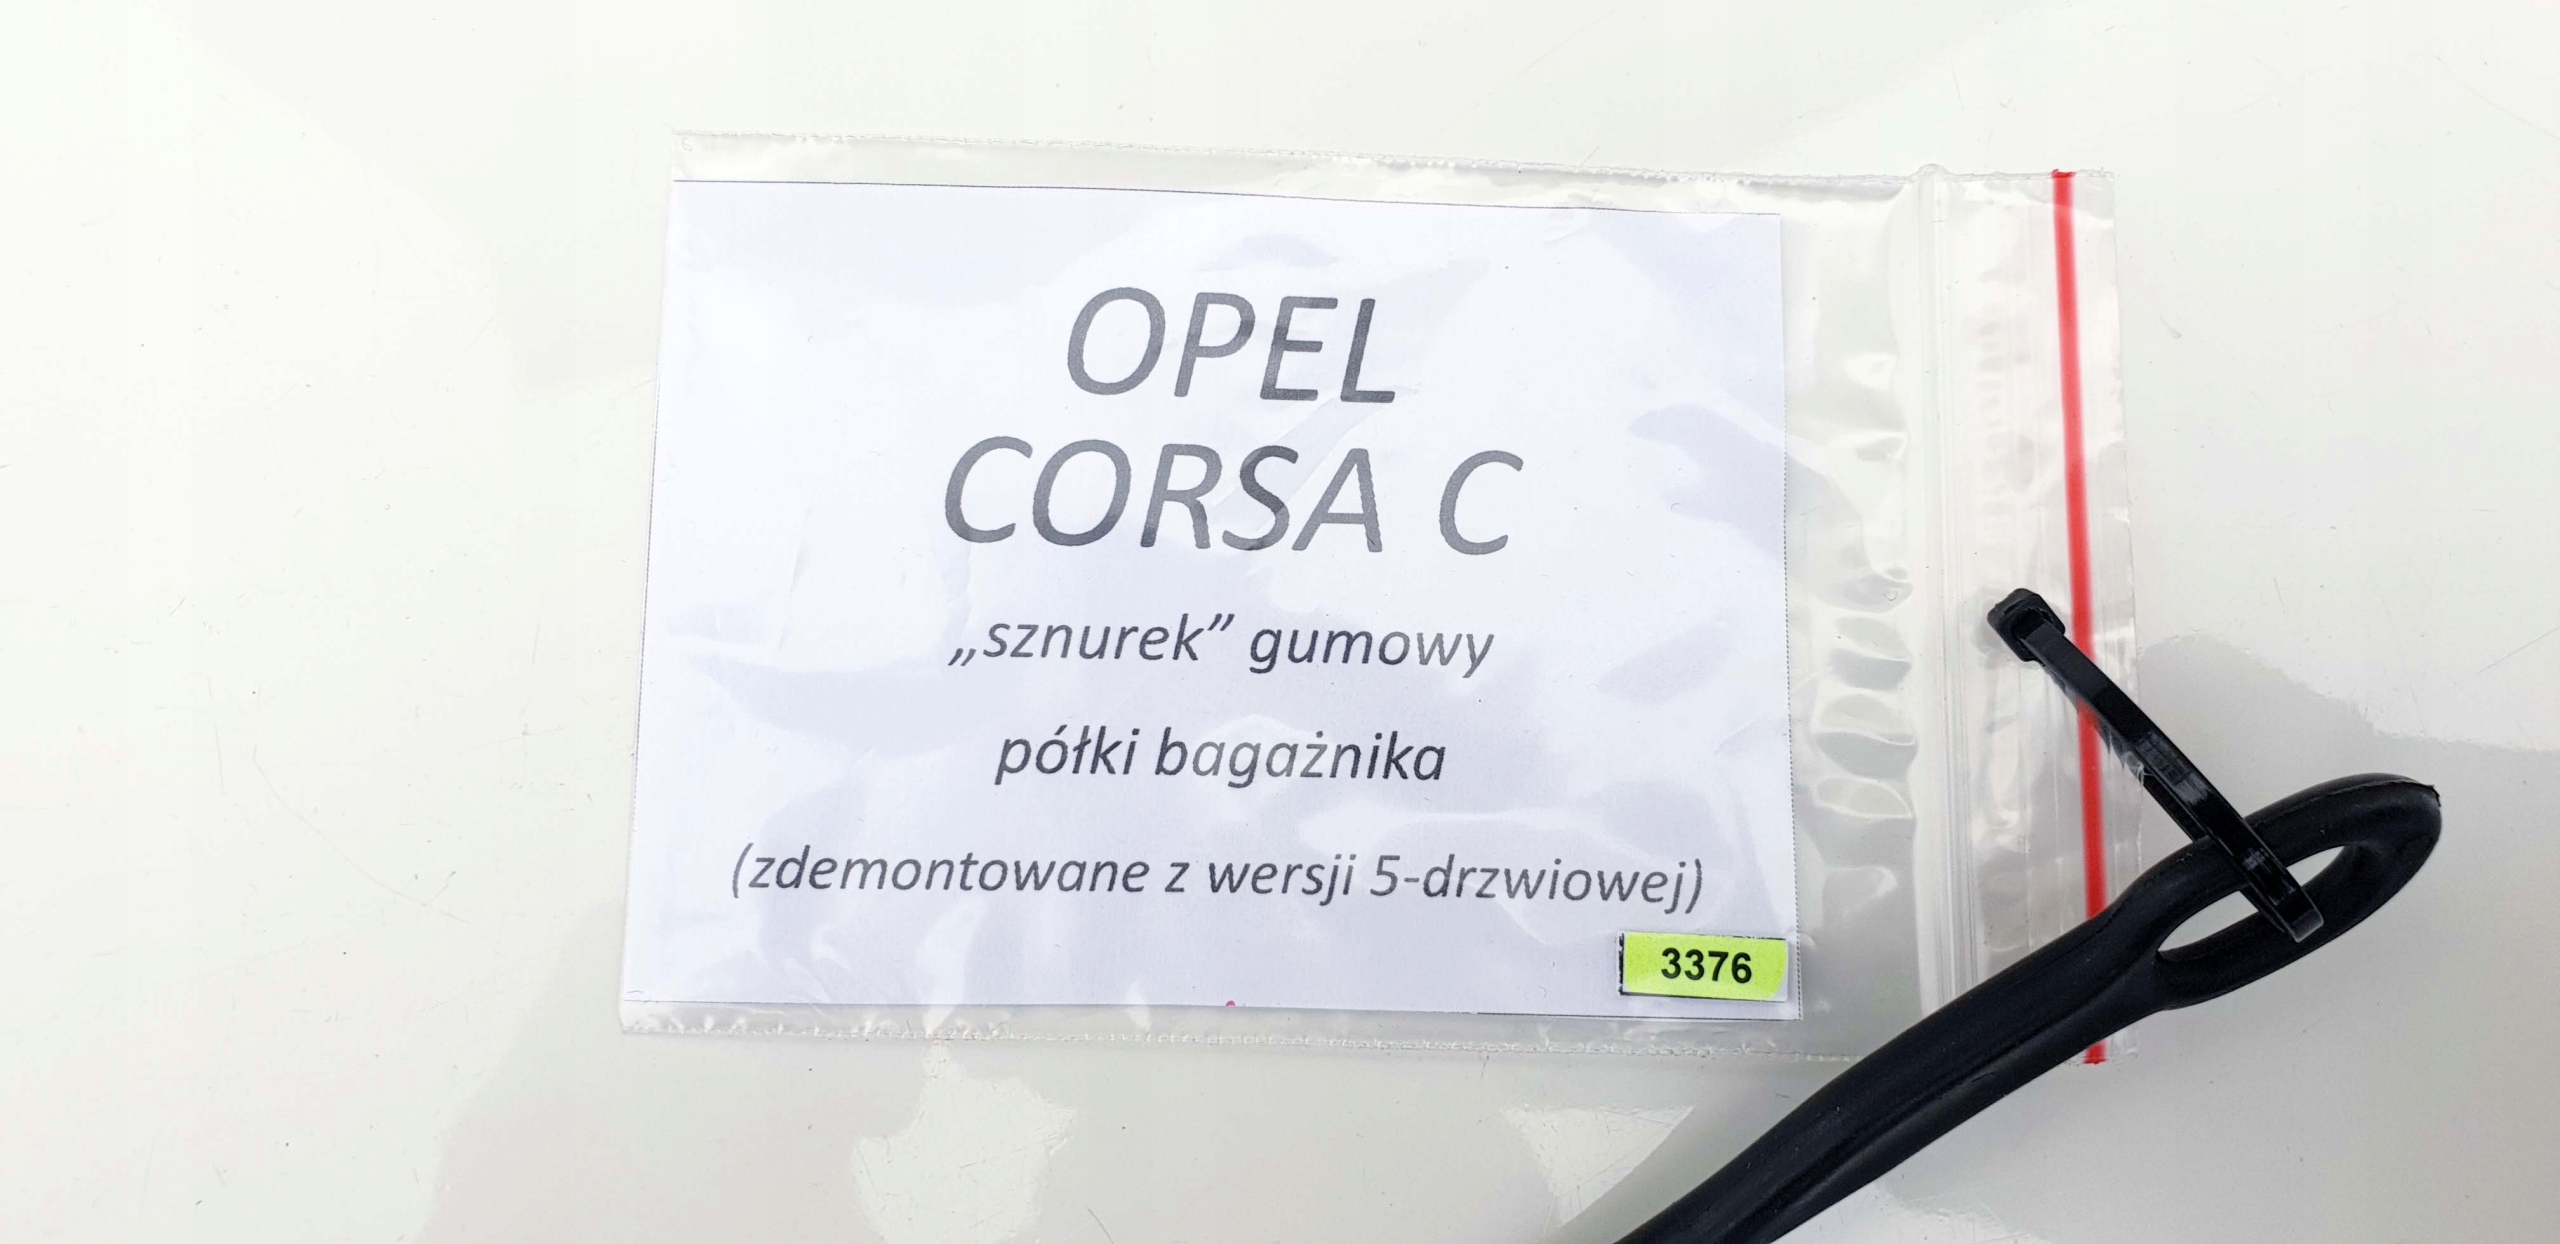 OPEL
CORSA C
„sznurek” gumowy
półki bagażnika
(zdemontowane z wersji 5-drzwiowej)
3376